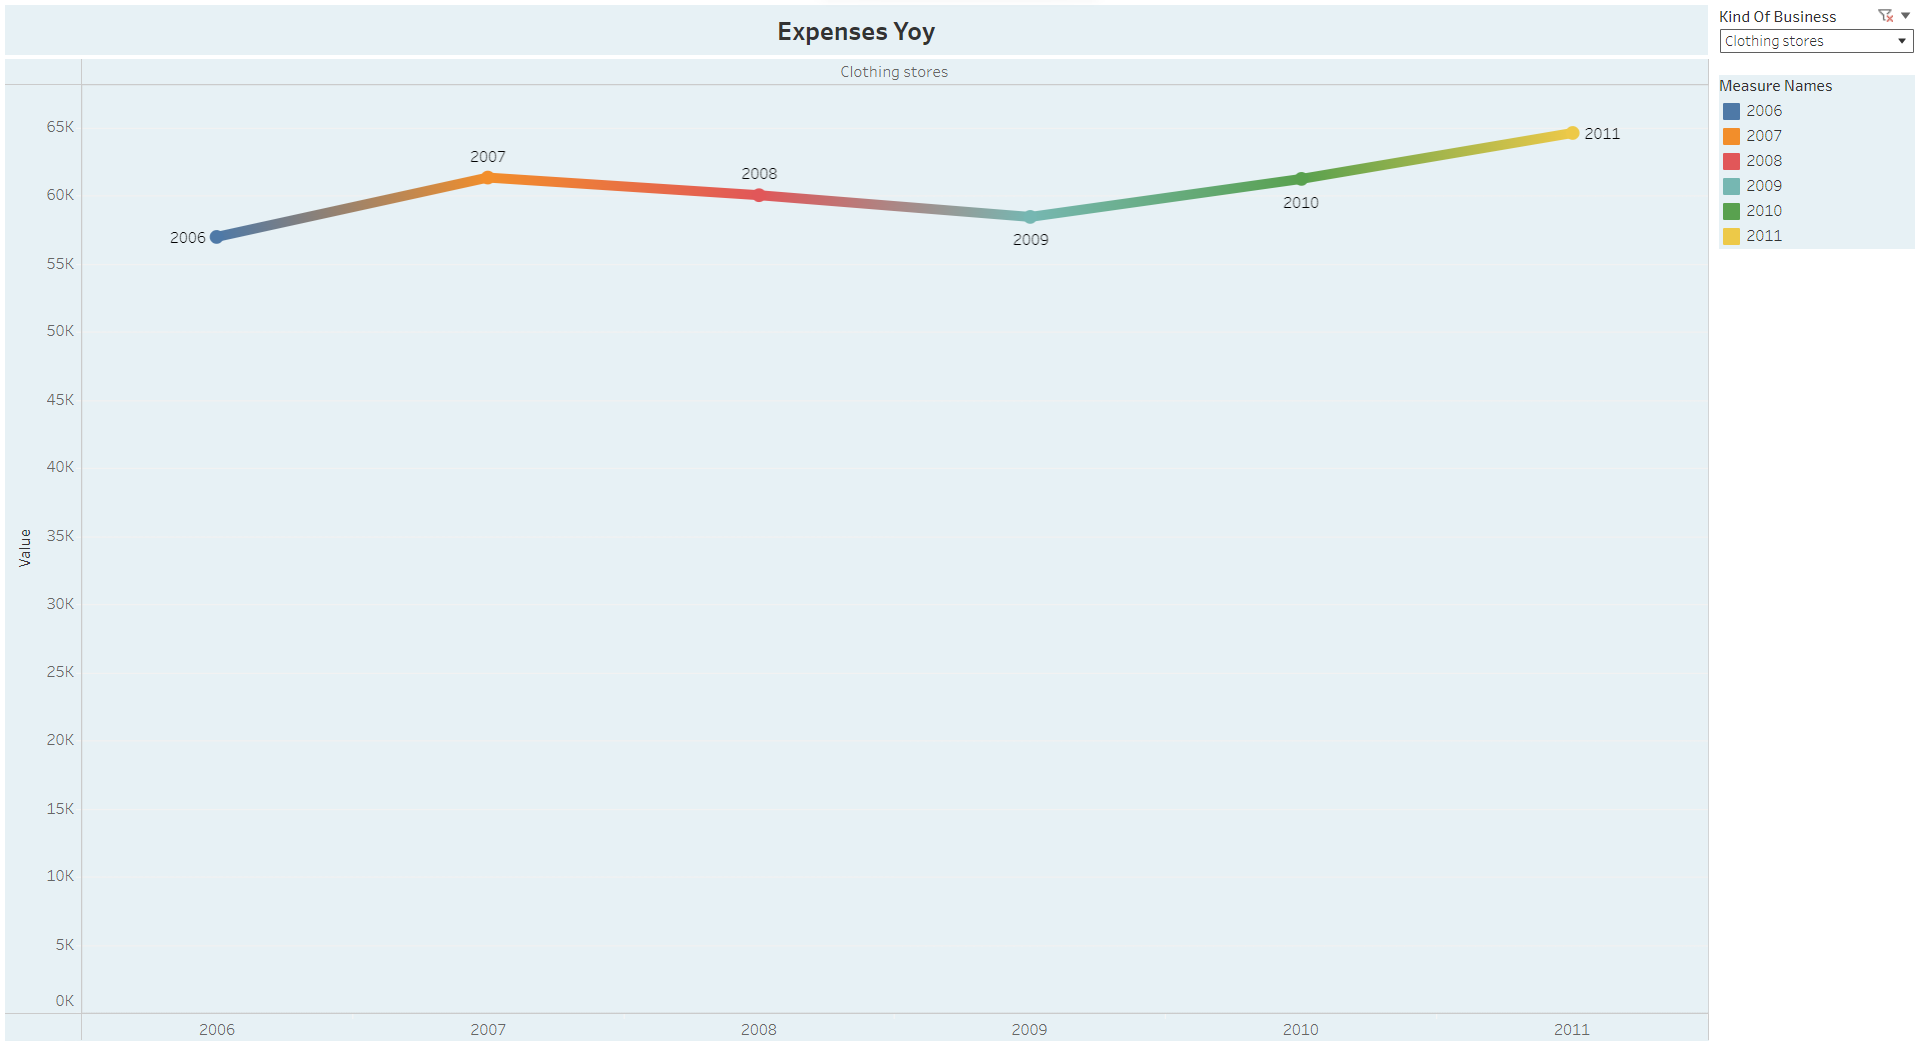 Expenses Yoy
Clothing stores
65K
60K
55K
50K
45K
40K
35K
30K
25K
20K
15K
10K
5K
0K
Value
2006
2007
2008
2009
2010
2011
2006
2007
2008
2009
2010
2011
Kind Of Business
Clothing stores
Measure Names
2006
2007
2008
2009
2010
2011